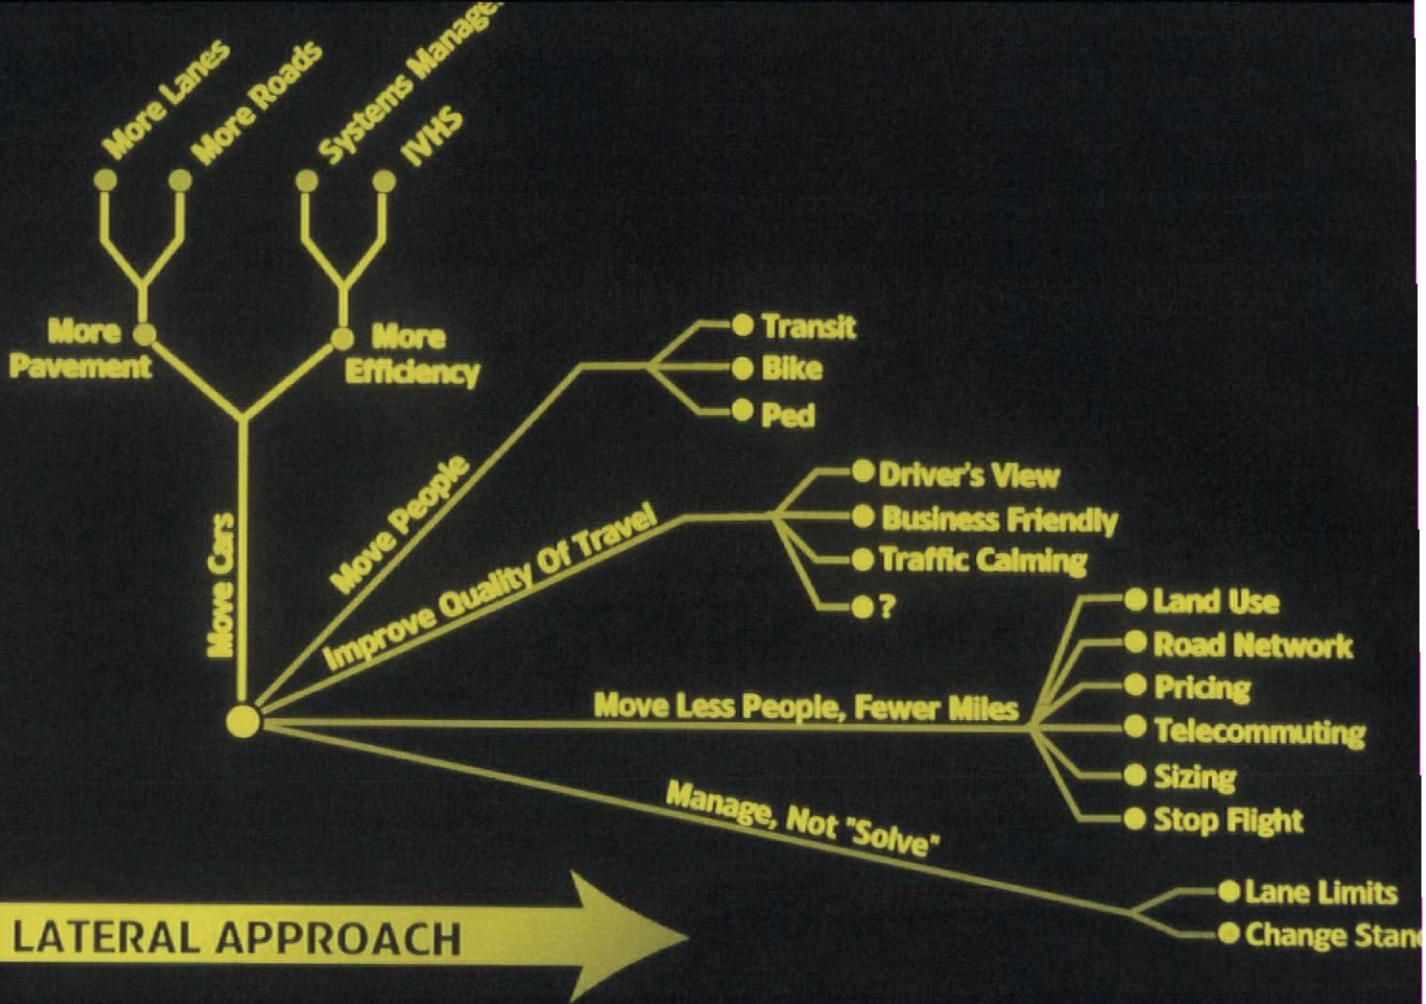 More Lanes
More Roads
Systems
IVHS
More
Pavement
More
Efficiency
Move Cars
Move People
Transit
Bike
Ped
Improve Quality Of Travel
Driver's View
Business Friendly
Traffic Calming
?
Move Less People, Fewer Miles
Land Use
Road Network
Pricing
Telecommuting
Sizing
Stop Flight
Manage, Not "Solve"
Lane Limits
Change
LATERAL APPROACH